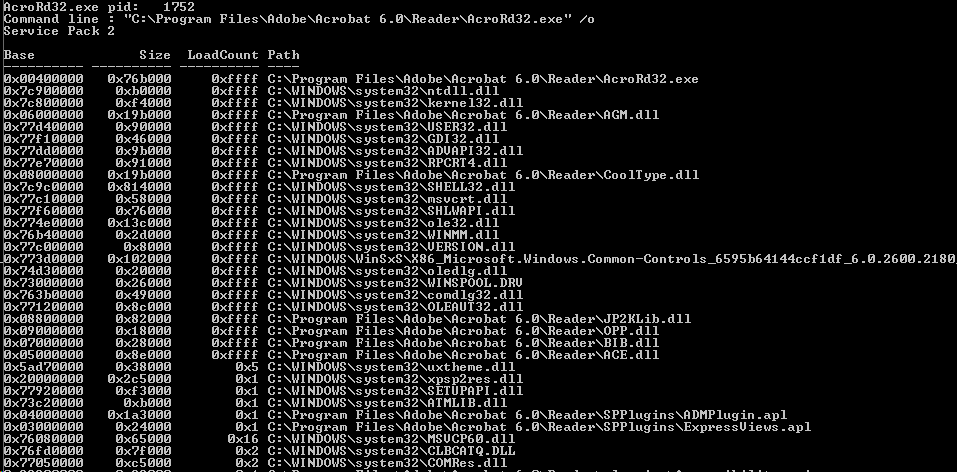 AcroRd32.exe pid:   1752
Command line : "C:\Program Files\Adobe\Acrobat 6.0\Reader\AcroRd32.exe" /o
Service Pack 2
Base Size LoadCount Path
---------- ---------- ---------- ----
0x00400000 0x76b000 0xffff C:\Program Files\Adobe\Acrobat 6.0\Reader\AcroRd32.exe
0x7c900000 0xb0000 0xffff C:\WINDOWS\system32\ntdll.dll
0x7c800000 0xf4000 0xffff C:\WINDOWS\system32\kernel32.dll
0x06000000 0x19b000 0xffff C:\Program Files\Adobe\Acrobat 6.0\Reader\AGM.dll
0x77d40000 0x90000 0xffff C:\WINDOWS\system32\USER32.dll
0x77f10000 0x46000 0xffff C:\WINDOWS\system32\GDI32.dll
0x77dd0000 0x9b000 0xffff C:\WINDOWS\system32\ADVAPI32.dll
0x77e70000 0x91000 0xffff C:\WINDOWS\system32\RPCRT4.dll
0x08000000 0x19b000 0xffff C:\Program Files\Adobe\Acrobat 6.0\Reader\CoolType.dll
0x7c9c0000 0x814000 0xffff C:\WINDOWS\system32\SHELL32.dll
0x77c10000 0x58000 0xffff C:\WINDOWS\system32\msvcrt.dll
0x77f60000 0x76000 0xffff C:\WINDOWS\system32\SHLWAPI.dll
0x774e0000 0x13c000 0xffff C:\WINDOWS\system32\ole32.dll
0x76b40000 0x2d000 0xffff C:\WINDOWS\system32\WINMM.dll
0x77c00000 0x8000 0xffff C:\WINDOWS\system32\VERSION.dll
0x773d0000 0x102000 0xffff C:\WINDOWS\WinSxS\X86_Microsoft.Windows.Common-Controls_6595b64144ccf1df_6.0.2600.2180_
0x74d30000 0x20000 0xffff C:\WINDOWS\system32\oledlg.dll
0x73000000 0x26000 0xffff C:\WINDOWS\system32\WINSPOOL.DRV
0x763b0000 0x49000 0xffff C:\WINDOWS\system32\comdlg32.dll
0x77120000 0x8c000 0xffff C:\WINDOWS\system32\OLEAUT32.dll
0x08800000 0x82000 0xffff C:\Program Files\Adobe\Acrobat 6.0\Reader\JP2KLib.dll
0x09000000 0x18000 0xffff C:\Program Files\Adobe\Acrobat 6.0\Reader\OPP.dll
0x07000000 0x28000 0xffff C:\Program Files\Adobe\Acrobat 6.0\Reader\BIB.dll
0x05000000 0x8e000 0xffff C:\Program Files\Adobe\Acrobat 6.0\Reader\ACE.dll
0x5ad70000 0x38000 0x5 C:\WINDOWS\system32\uxtheme.dll
0x20000000 0x2c5000 0x1 C:\WINDOWS\system32\xpsp2res.dll
0x77920000 0xf3000 0x1 C:\WINDOWS\system32\SETUPAPI.dll
0x73c20000 0xb000 0x1 C:\WINDOWS\system32\ATMLIB.dll
0x04000000 0x1a3000 0x1 C:\Program Files\Adobe\Acrobat 6.0\Reader\SPPlugins\ADMPlugin.apl
0x03000000 0x24000 0x1 C:\Program Files\Adobe\Acrobat 6.0\Reader\SPPlugins\ExpressViews.apl
0x76080000 0x65000 0x16 C:\WINDOWS\system32\MSVCP60.dll
0x76fd0000 0x7f000 0x2 C:\WINDOWS\system32\CLBCATQ.DLL
0x77050000 0xc5000 0x2 C:\WINDOWS\system32\COMRes.dll